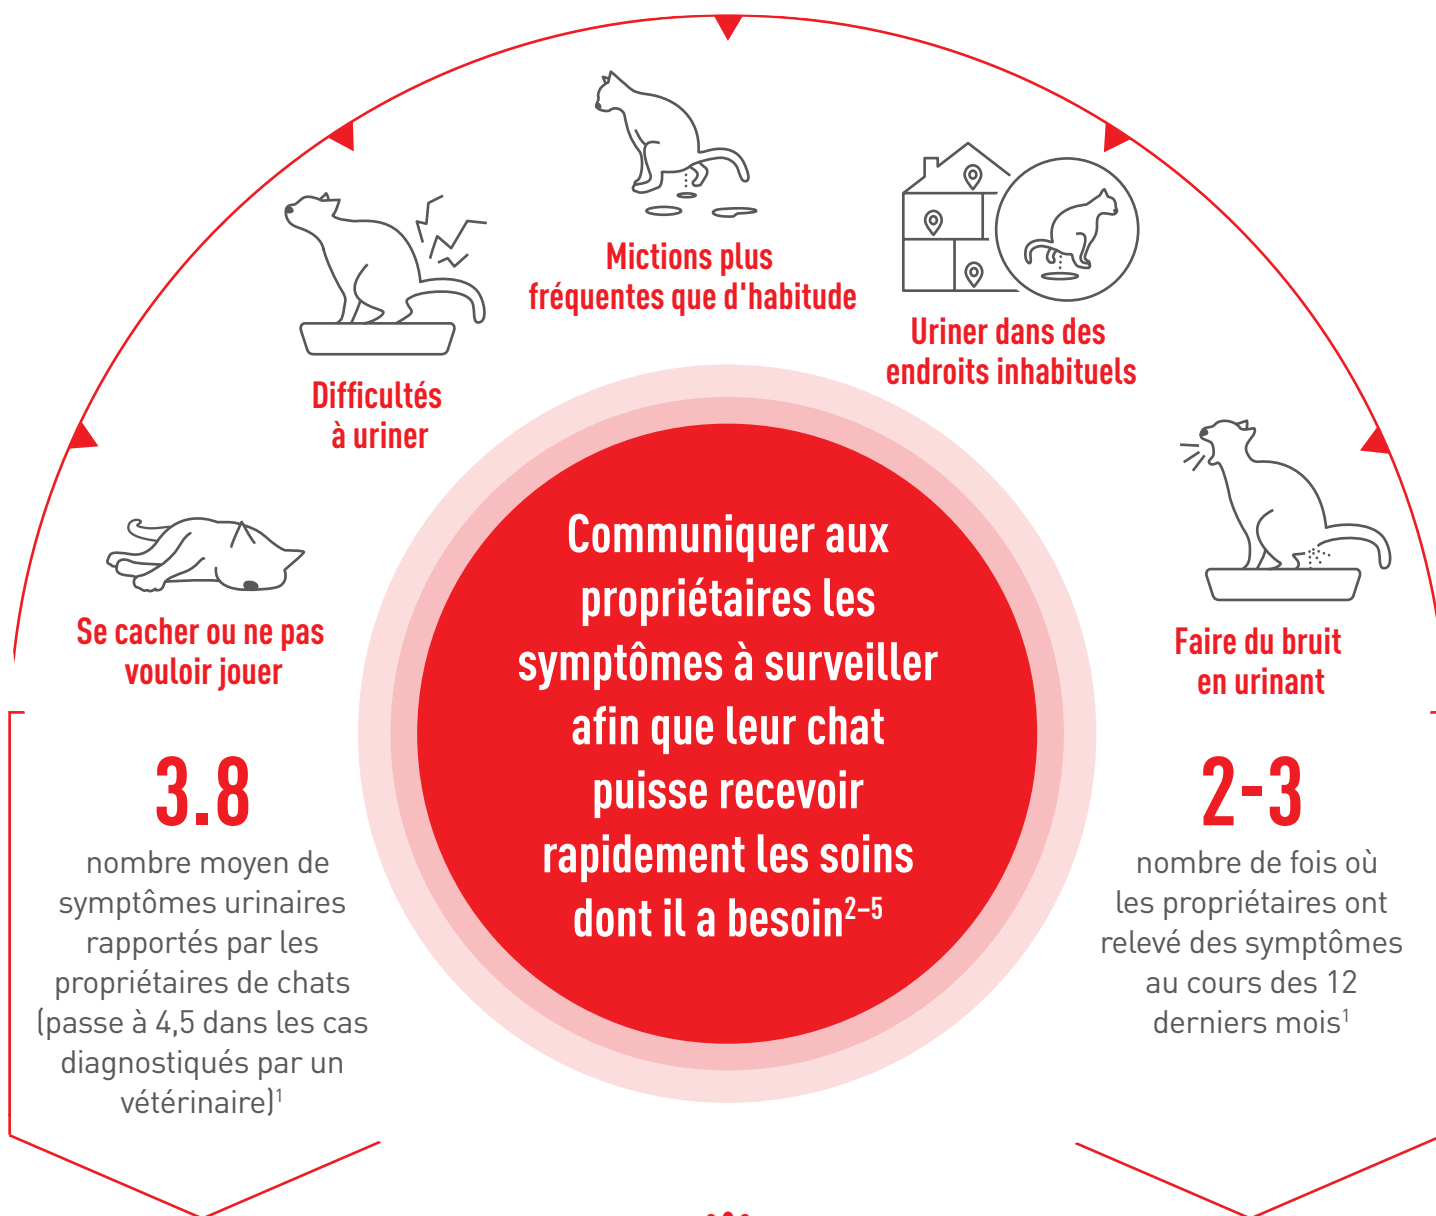 Mictions plus
fréquentes que d'habitude
Uriner dans des
endroits inhabituels
Difficultés
à uriner
Se cacher ou ne pas
vouloir jouer
Faire du bruit
en urinant
Communiquer aux
propriétaires les
symptômes à surveiller
afin que leur chat
puisse recevoir
rapidement les soins
dont il a besoin2–5
3.8
nombre moyen de
symptômes urinaires
rapportés par les
propriétaires de chats
(passe à 4,5 dans les cas
diagnostiqués par un
vétérinaire)1
2-3
nombre de fois où
les propriétaires ont
relevé des symptômes
au cours des 12
derniers mois1